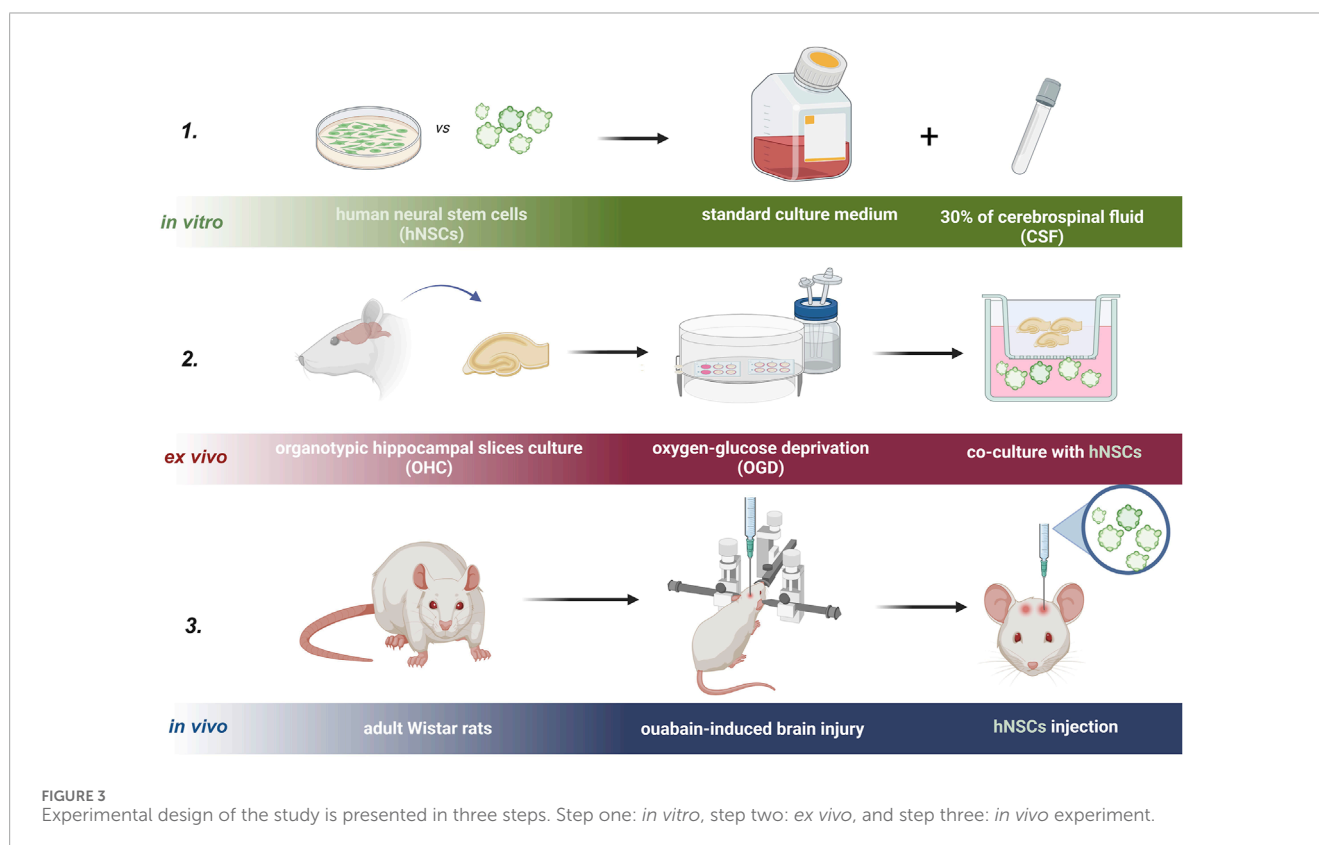 1.
vs
+
in vitro
human neural stem cells
(hNSCs)
standard culture medium
30% of cerebrospinal fluid
(CSF)
2.
ex vivo
organotypic hippocampal slices culture
(OHC)
oxygen-glucose deprivation
(OGD)
co-culture with hNSCs
3.
in vivo
adult Wistar rats
ouabain-induced brain injury
hNSCs injection
FIGURE 3
Experimental design of the study is presented in three steps. Step one: in vitro, step two: ex vivo, and step three: in vivo experiment.